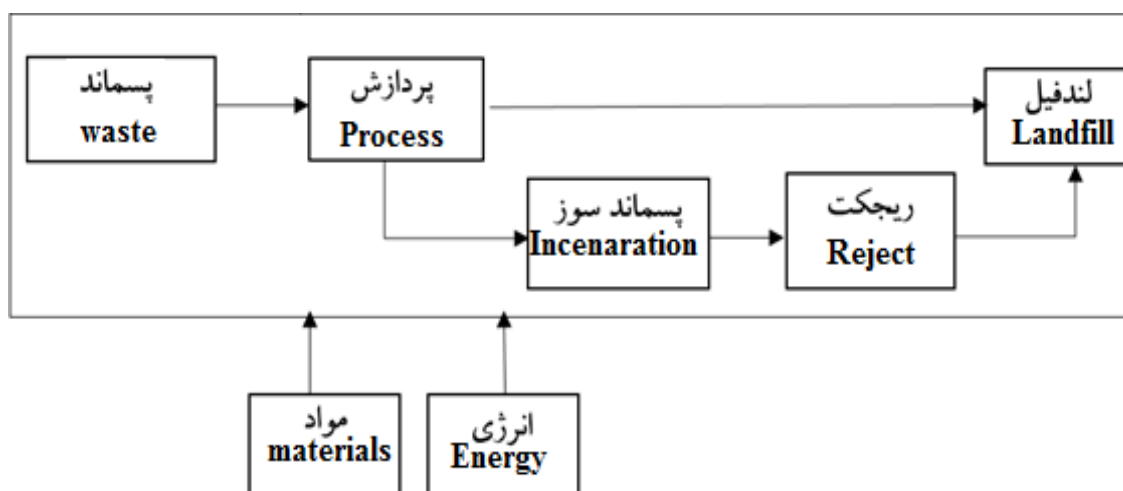 پسماند
waste
پردازش
Process
لندفیل
Landfill
پسماند سوز
Incenaration
ریجکت
Reject
مواد
materials
انرژی
Energy